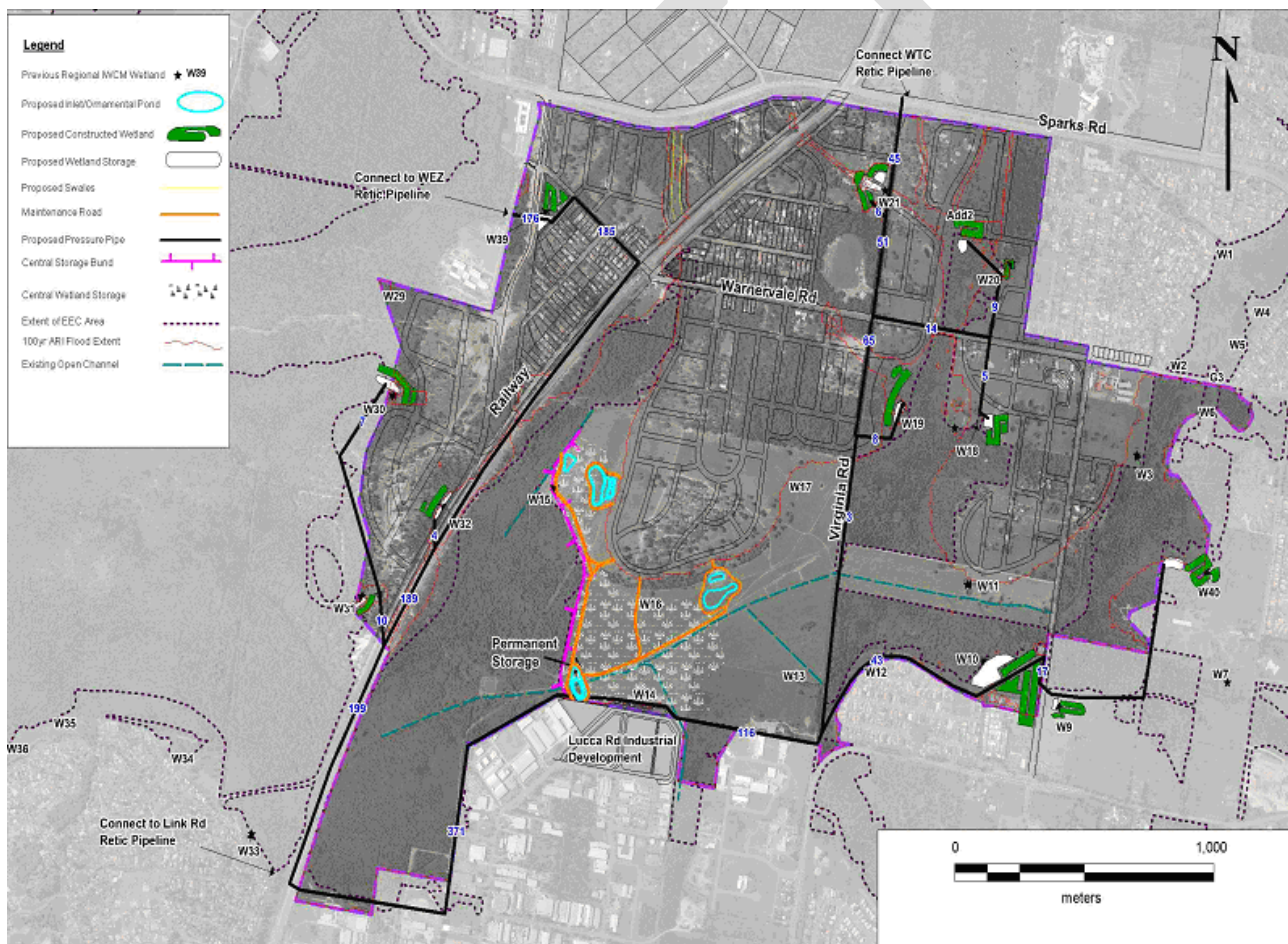 Legend
Previous Regional IWCM Wetland W39
Proposed Inlet/Ornamental Pond
Proposed Constructed Wetland
Proposed Wetland Storage
Proposed Swales
Maintenance Road
Proposed Pressure Pipe
Central Storage Bund
Central Wetland Storage
Extent of EEC Area
100yr ARI Flood Extent
Existing Open Channel
Connect WTC
Retic Pipeline
N
Sparks Rd
Connect to WEZ
Retic Pipeline
45
W21
6
176
W39
185
51
Add2
W1
W20
W29
Warnervale Rd
9
W4
14
65
W5
Railway
W2
G3
5
W30
7
W6
W19
8
W18
W3
W15
W17
Virginia Rd
3
W32
4
W11
W40
W31
189
10
W16
Permanent
Storage
W10
43
W12
W13
17
W7
W14
199
W35
W36
W34
116
W9
Lucca Rd Industrial
Development
Connect to Link Rd
Retic Pipeline
371
W33
0 1,000
meters